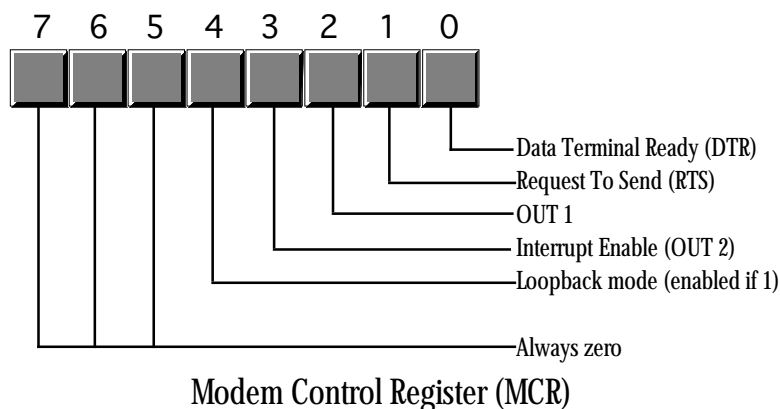 7 6 5 4 3 2 1 0
Data Terminal Ready (DTR)
Request To Send (RTS)
OUT 1
Interrupt Enable (OUT 2)
Loopback mode (enabled if 1)
Always zero
Modem Control Register (MCR)